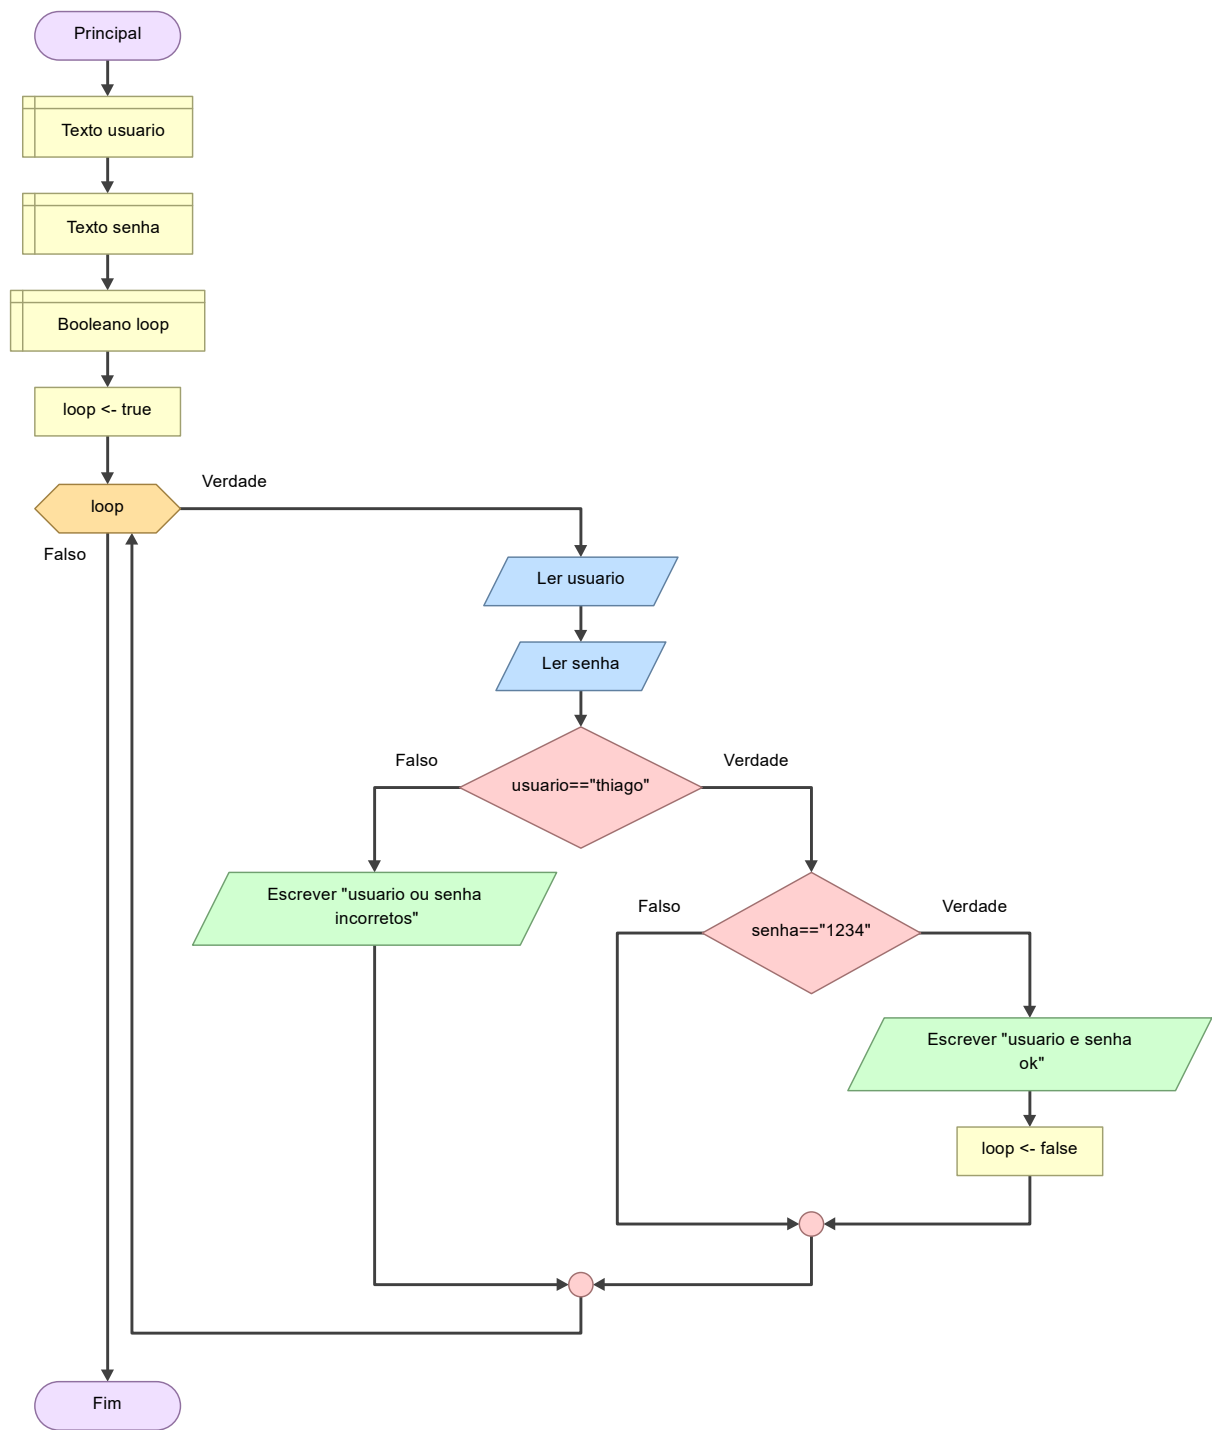 Principal
Texto usuario
Texto senha
Booleano loop
loop <- true
loop
Verdade
Falso
Ler usuario
Ler senha
usuario=="thiago"
Falso
Verdade
Escrever "usuario ou senha
incorretos"
senha=="1234"
Falso
Verdade
Escrever "usuario e senha
ok"
loop <- false
Fim